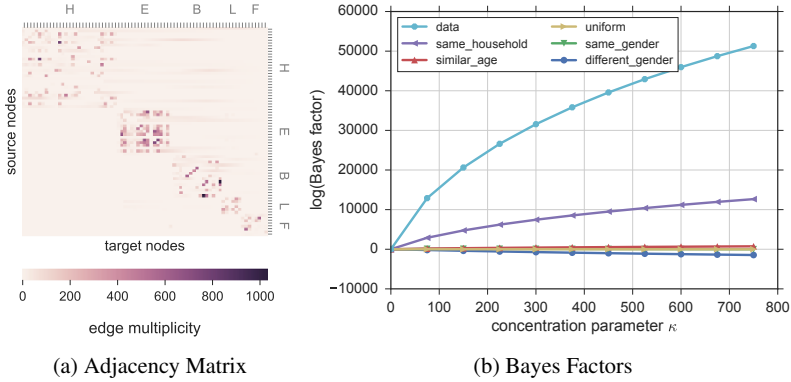 H E B L F
H
E
B
L
F
source nodes
target nodes
0 200 400 600 800 1000
edge multiplicity
(a) Adjacency Matrix
60000
50000
40000
30000
20000
10000
0
−10000
log(Bayes factor)
data
same_household
similar_age
uniform
same_gender
different_gender
0 100 200 300 400 500 600 700 800
concentration parameter κ
(b) Bayes Factors